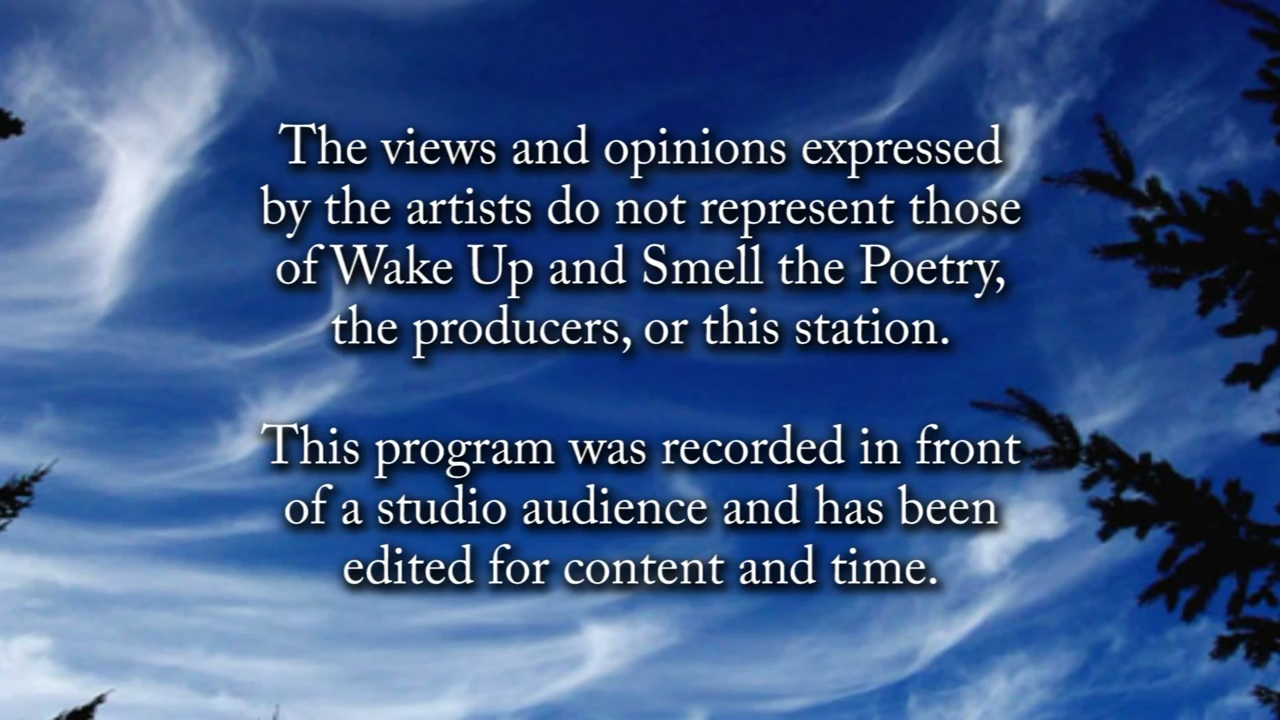 The views and opinions expressed
by the artists do not represent those
of Wake Up and Smell the Poetry,
the producers, or this station.
This program was recorded in front
of a studio audience and has been
edited for content and time.